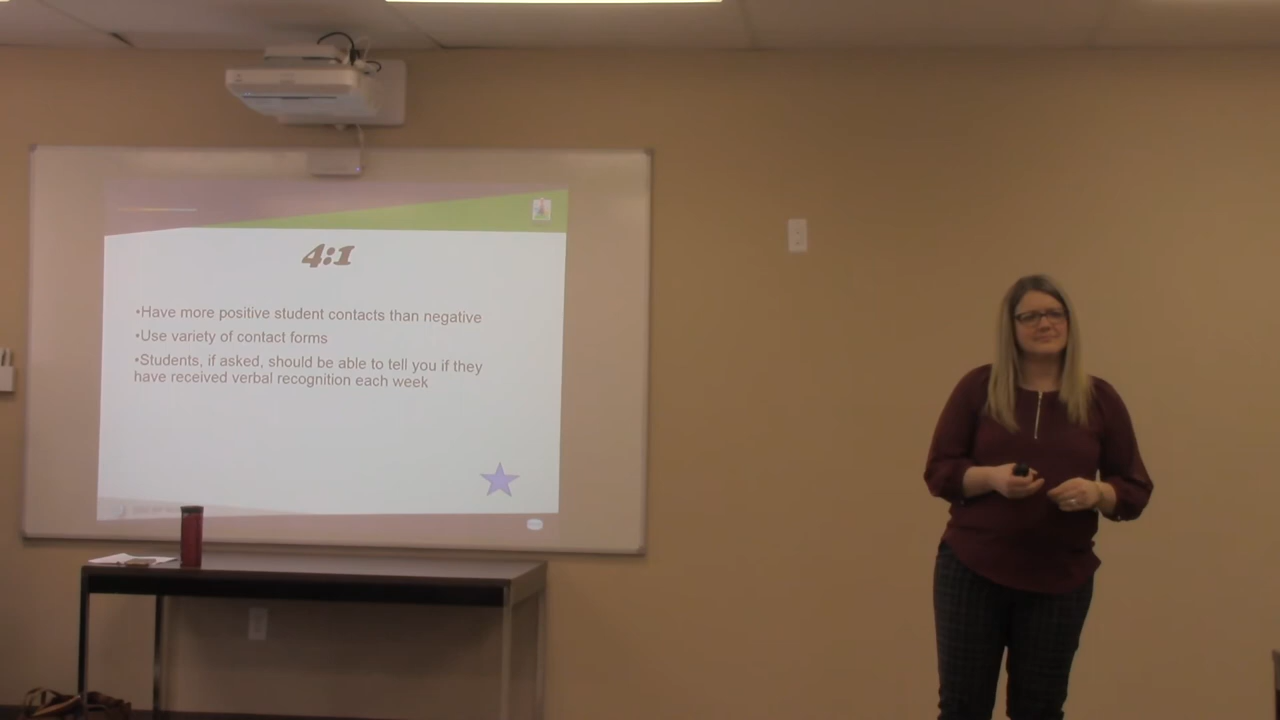 4:1
•Have more positive student contacts than negative
•Use variety of contact forms
•Students, if asked, should be able to tell you if they
have received verbal recognition each week